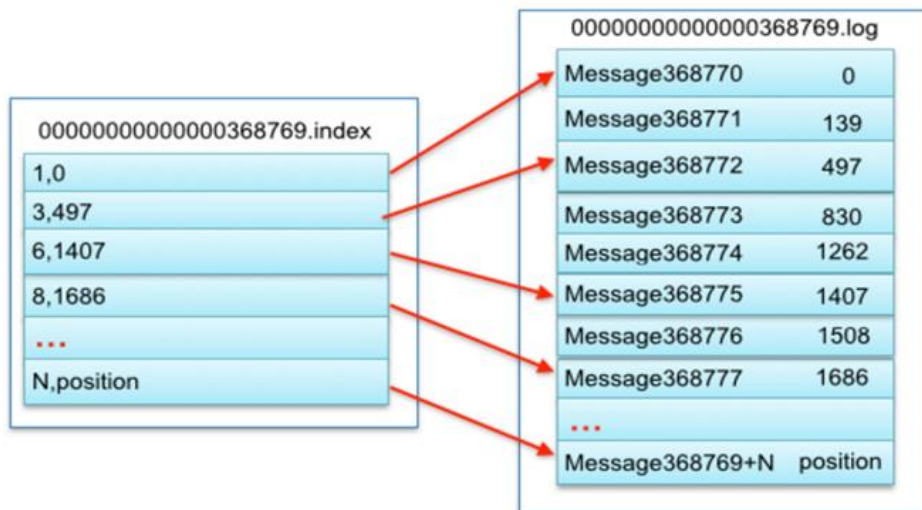 00000000000000368769.index
1,0
3,497
6,1407
8,1686
...
N,position
00000000000000368769.log
Message368770 0
Message368771 139
Message368772 497
Message368773 830
Message368774 1262
Message368775 1407
Message368776 1508
Message368777 1686
...
Message368769+N position